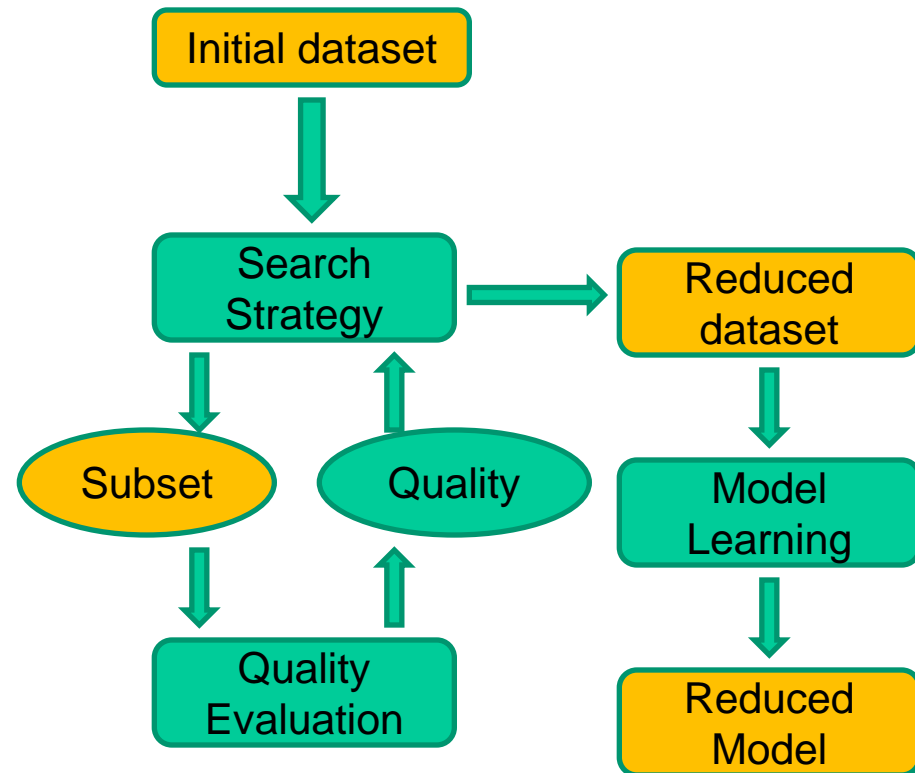 Initial dataset
Search
Strategy
Reduced
dataset
Subset
Quality
Model
Learning
Quality
Evaluation
Reduced
Model